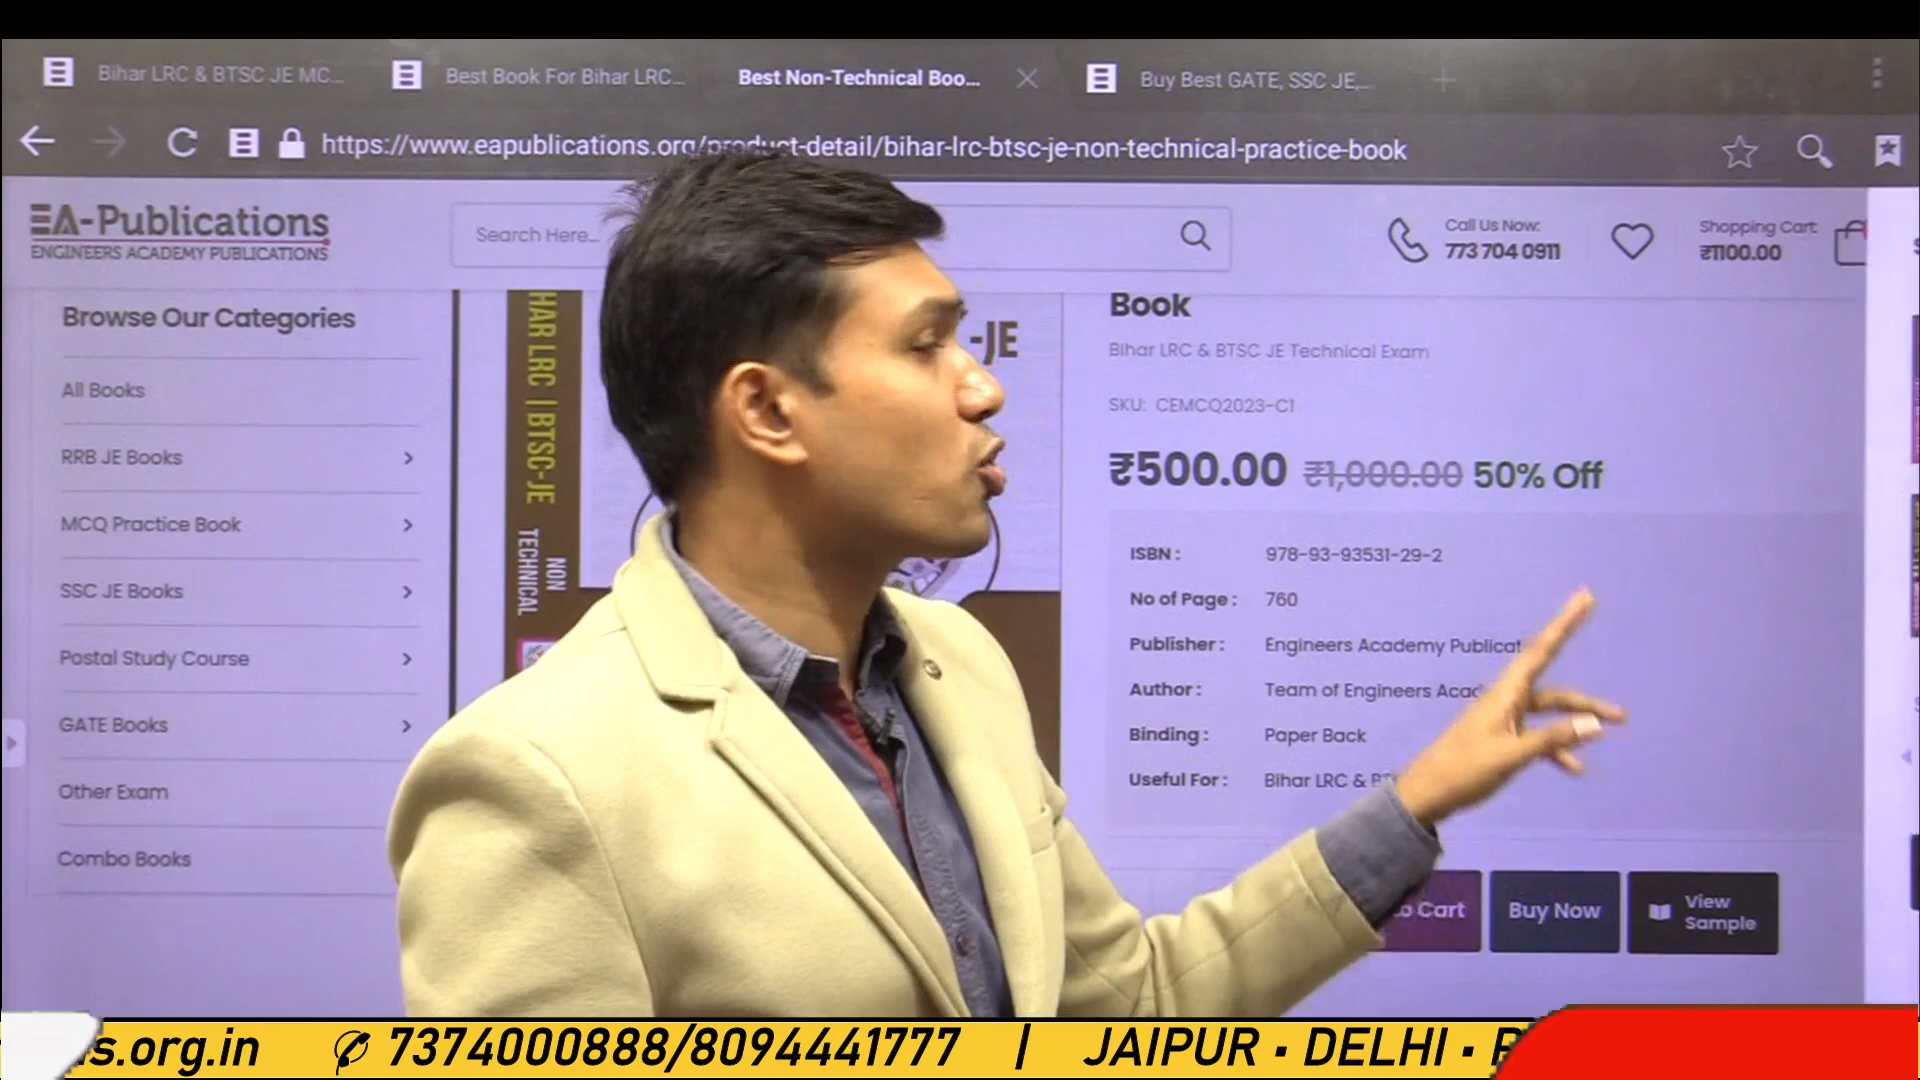 Bihar LRC & BTSC JE MC...
Best Book For Bihar LRC...
Best Non-Technical Boo...
Buy Best GATE, SSC JE,...
https://www.eapublications.org/product-detail/bihar-lrc-btsc-je-non-technical-practice-book
EA-Publications
ENGINEERS ACADEMY PUBLICATIONS
Search Here...
Call Us Now:
773 704 0911
Shopping Cart:
₹1100.00
Browse Our Categories
All Books
RRB JE Books
MCQ Practice Book
SSC JE Books
Postal Study Course
GATE Books
Other Exam
Combo Books
HAR LRC | BTSC-JE
NON
TECHNICAL
-JE
Book
Bihar LRC & BTSC JE Technical Exam
SKU: CEMCQ2023-C1
₹500.00 ₹1,000.00 50% Off
ISBN : 978-93-93531-29-2
No of Page : 760
Publisher : Engineers Academy Publicat
Author : Team of Engineers Acad
Binding : Paper Back
Useful For : Bihar LRC & BT
o Cart
Buy Now
View
Sample
s.org.in 7374000888/8094441777 | JAIPUR • DELHI • P